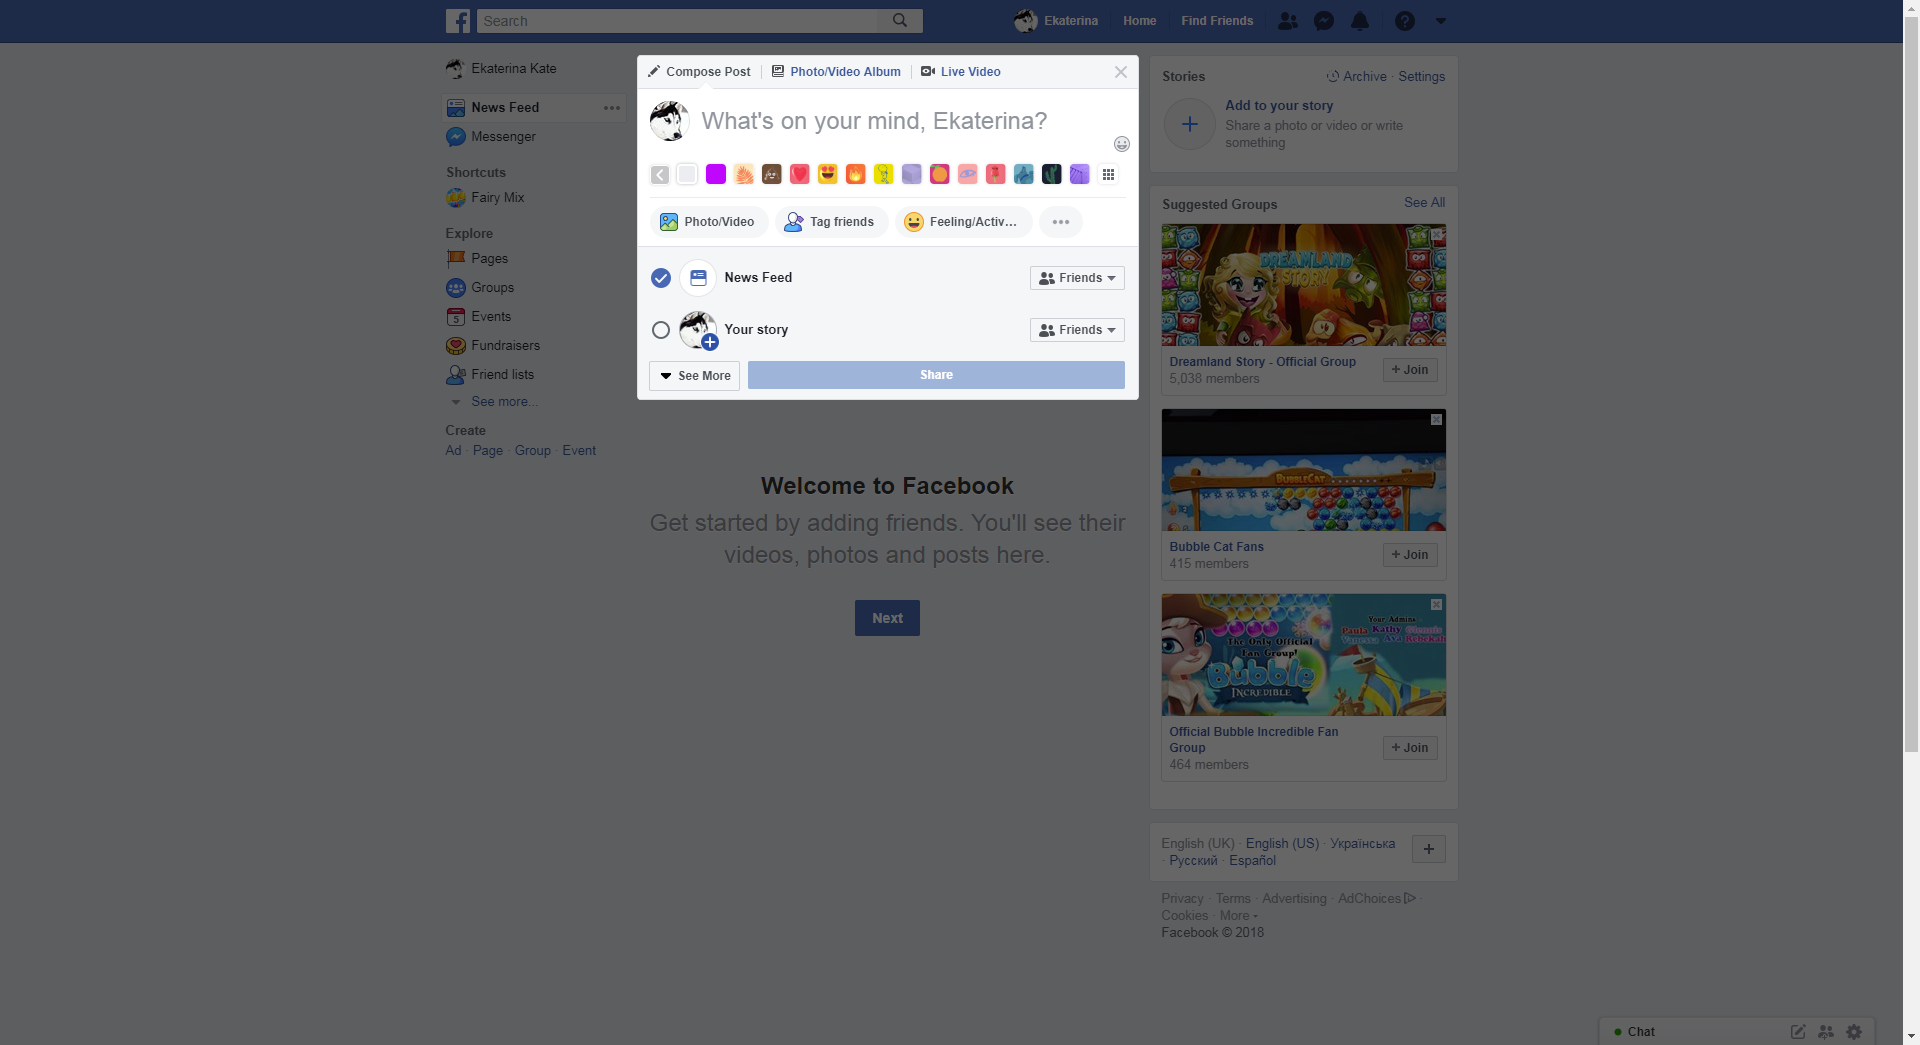 Search
Ekaterina
Home
Find Friends
Ekaterina Kate
News Feed
Messenger
Shortcuts
Fairy Mix
Explore
Pages
Groups
5
Events
Fundraisers
Friend lists
See more...
Create
Ad · Page · Group · Event
Compose Post
Photo/Video Album
Live Video
What's on your mind, Ekaterina?
Photo/Video
Tag friends
Feeling/Activ...
News Feed
Friends
Your story
Friends
See More
Share
Welcome to Facebook
Get started by adding friends. You'll see their
videos, photos and posts here.
Next
Stories
Archive · Settings
Add to your story
Share a photo or video or write
something
Suggested Groups
See All
DREAMLAND
STORY
Dreamland Story - Official Group
5,038 members
+ Join
BUBBLECAT
Bubble Cat Fans
415 members
+ Join
Your Admins
Paula Kathy Glennis
Vanessa Ava Rebekah
The Only Official
Fan Group!
Bubble
INCREDIBLE
Official Bubble Incredible Fan
Group
464 members
+ Join
English (UK) · English (US) · Українська
· Русский · Español
+
Privacy · Terms · Advertising · AdChoices ·
Cookies · More
Facebook © 2018
Chat